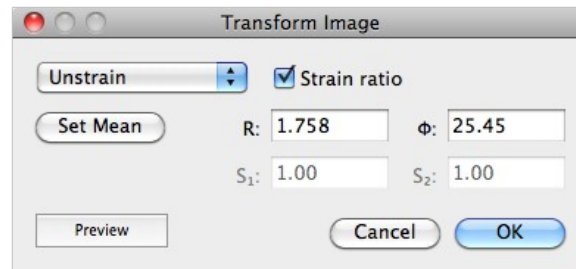 Transform Image
Unstrain Strain ratio
Set Mean R: 1.758 Φ: 25.45
S₁: 1.00 S₂: 1.00
Preview Cancel OK